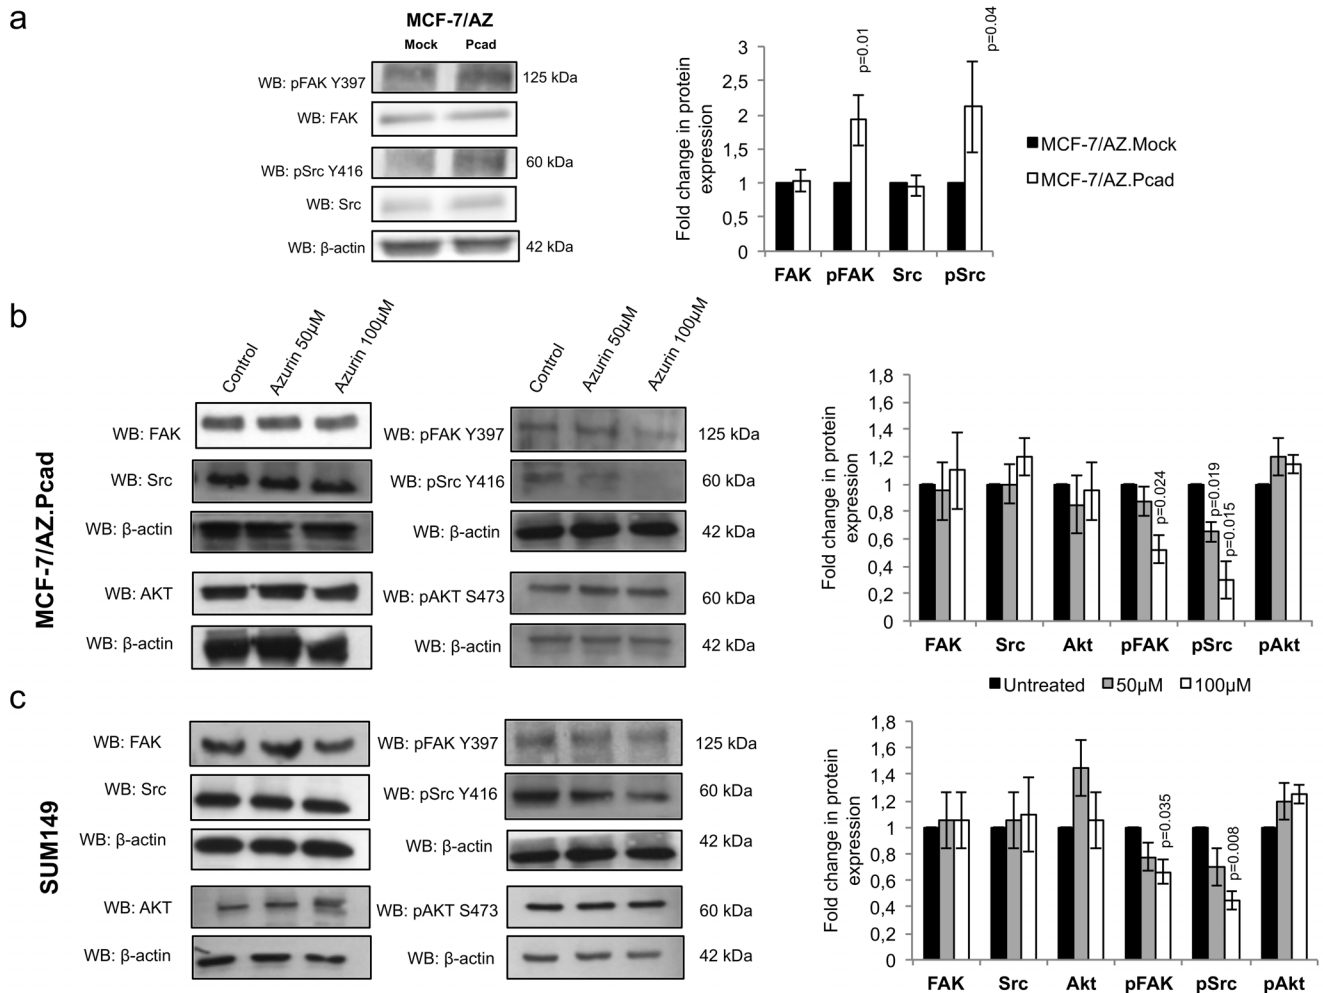 a
MCF-7/AZ
Mock Pcad
WB: pFAK Y397 125 kDa
WB: FAK
WB: pSrc Y416 60 kDa
WB: Src
WB: β-actin 42 kDa
Fold change in protein
expression
3
2,5
2
1,5
1
0,5
0
p=0.01
p=0.04
FAK pFAK Src pSrc
MCF-7/AZ.Mock
MCF-7/AZ.Pcad
b
MCF-7/AZ.Pcad
Control Azurin 50μM Azurin 100μM
Control Azurin 50μM Azurin 100μM
WB: FAK WB: pFAK Y397 125 kDa
WB: Src WB: pSrc Y416 60 kDa
WB: β-actin WB: β-actin 42 kDa
WB: AKT WB: pAKT S473 60 kDa
WB: β-actin WB: β-actin 42 kDa
Fold change in protein
expression
1,8
1,6
1,4
1,2
1
0,8
0,6
0,4
0,2
0
p=0.024
p=0.019
p=0.015
FAK Src Akt pFAK pSrc pAkt
Untreated 50μM 100μM
c
SUM149
WB: FAK WB: pFAK Y397 125 kDa
WB: Src WB: pSrc Y416 60 kDa
WB: β-actin WB: β-actin 42 kDa
WB: AKT WB: pAKT S473 60 kDa
WB: β-actin WB: β-actin 42 kDa
Fold change in protein
expression
1,8
1,6
1,4
1,2
1
0,8
0,6
0,4
0,2
0
p=0.035
p=0.008
FAK Src Akt pFAK pSrc pAkt